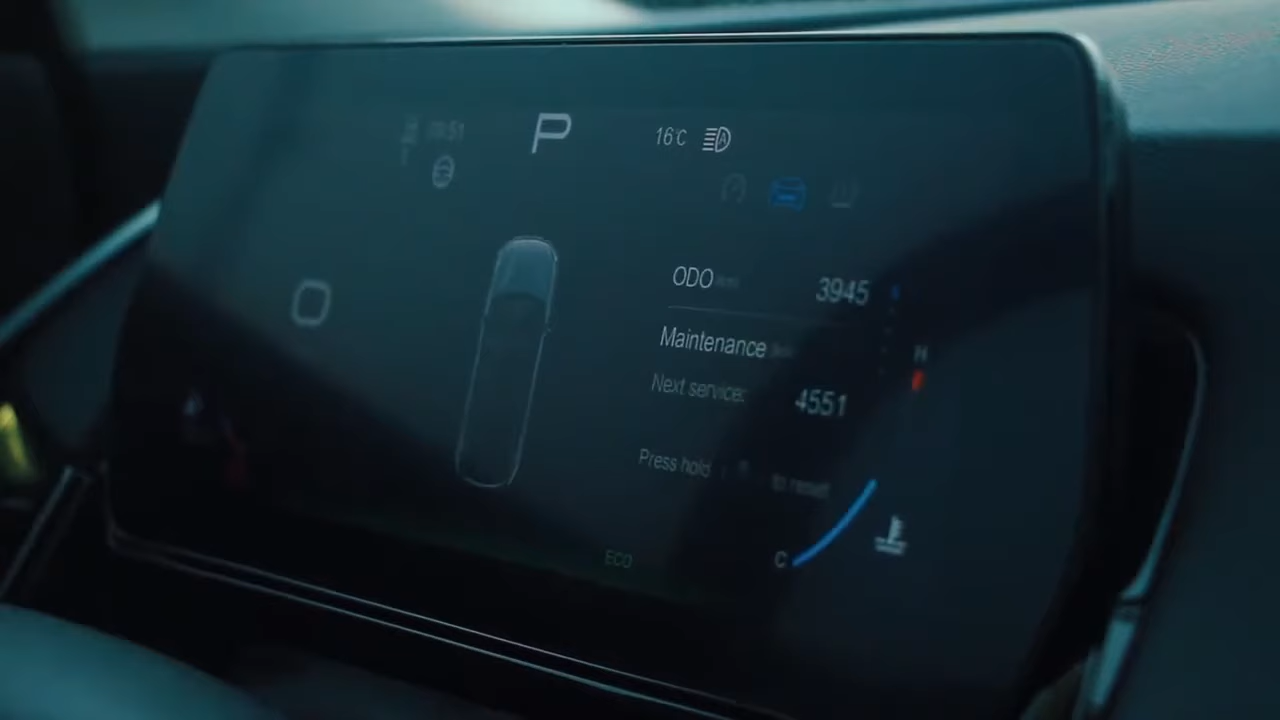 P
16°C
A
ODO
3945
Maintenance
Next service:
4551
Press hold
to reset
H
ECO
C